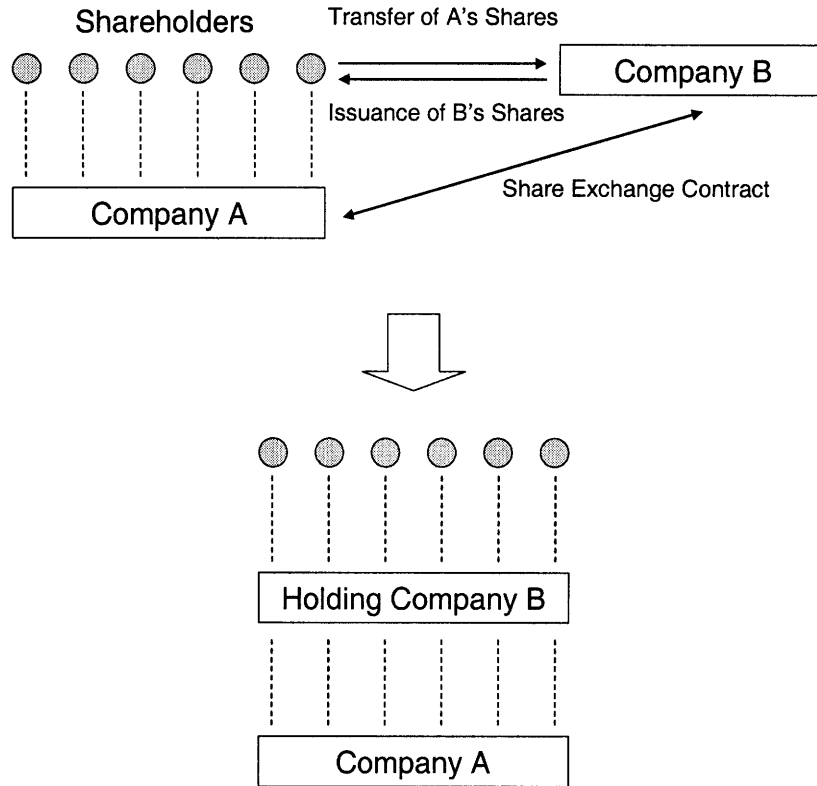 Shareholders
Transfer of A's Shares
Company B
Issuance of B's Shares
Share Exchange Contract
Company A
Holding Company B
Company A